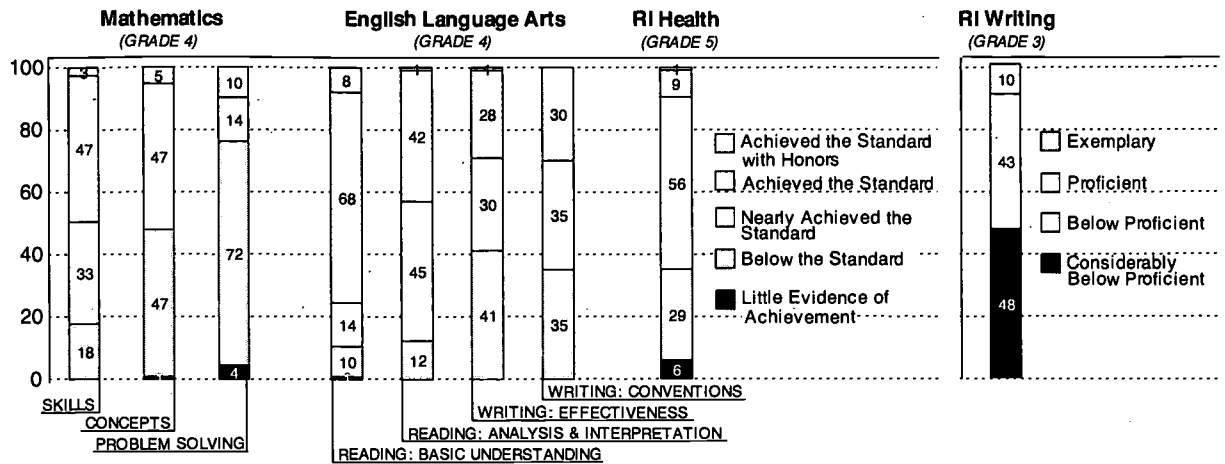 Mathematics
(GRADE 4)
English Language Arts
(GRADE 4)
RI Health
(GRADE 5)
RI Writing
(GRADE 3)
100
80
60
40
20
0
3
47
33
18
5
47
47
10
14
72
4
8
68
14
10
42
45
12
28
30
41
30
35
35
9
56
29
6
Achieved the Standard
with Honors
Achieved the Standard
Nearly Achieved the
Standard
Below the Standard
Little Evidence of
Achievement
10
43
48
Exemplary
Proficient
Below Proficient
Considerably
Below Proficient
SKILLS
CONCEPTS
PROBLEM SOLVING
WRITING: CONVENTIONS
WRITING: EFFECTIVENESS
READING: ANALYSIS & INTERPRETATION
READING: BASIC UNDERSTANDING